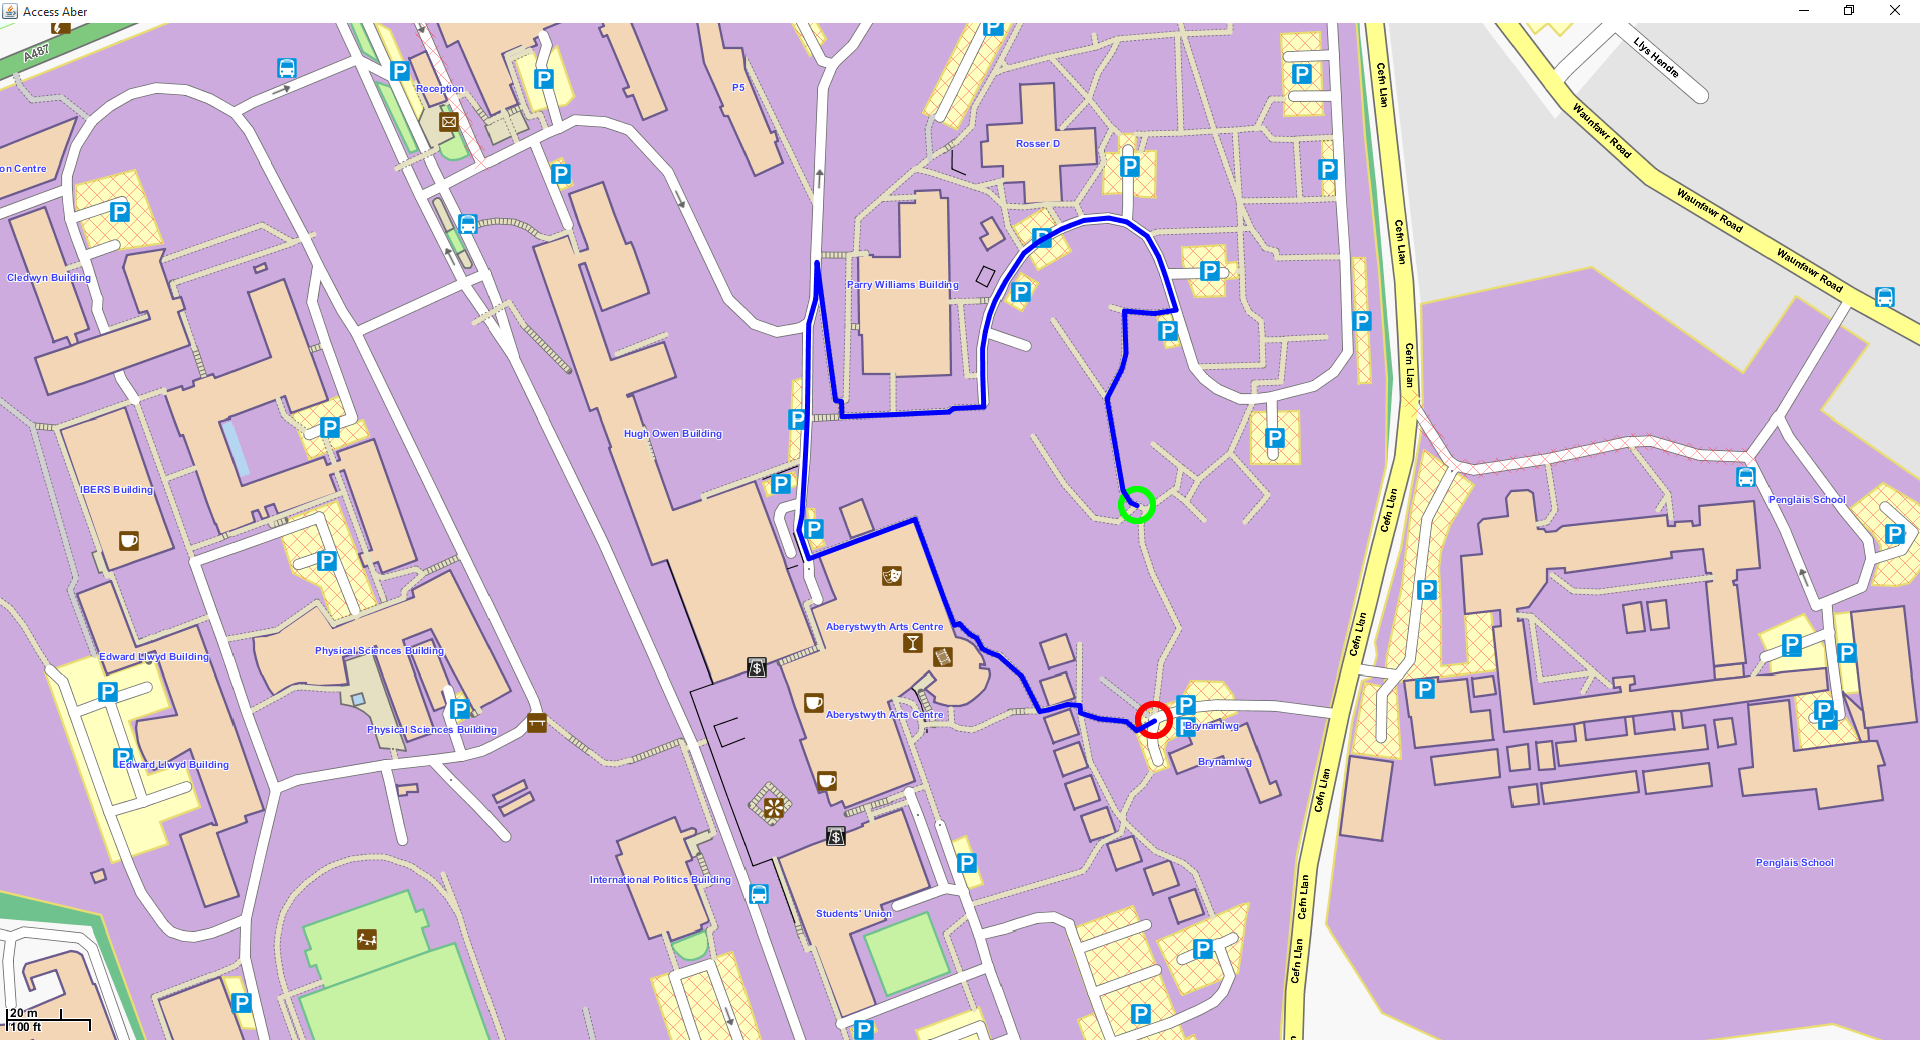 Access Aber
A487
Llys Hendre
Cefn Llan
P5
Reception
Waunfawr Road
Rosser D
on Centre
Waunfawr Road
Cefn Llan
Waunfawr Road
Cledwyn Building
Parry Williams Building
Cefn Llan
Hugh Owen Building
IBERS Building
Penglais School
Cefn Llan
Aberystwyth Arts Centre
Cefn Llan
Physical Sciences Building
Edward Llwyd Building
Aberystwyth Arts Centre
Physical Sciences Building
Brynamlwg
Brynamlwg
Edward Llwyd Building
Cefn Llan
Penglais School
International Politics Building
Cefn Llan
Students' Union
Cefn Llan
20 m
100 ft